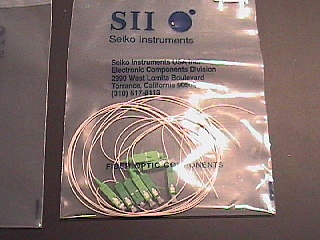 SII
Seiko Instruments
Seiko Instruments USA Inc.
Electronic Components Division
2990 West Lomita Boulevard
Torrance, California
(310) 517-8113
FIBER OPTIC COMPONENTS